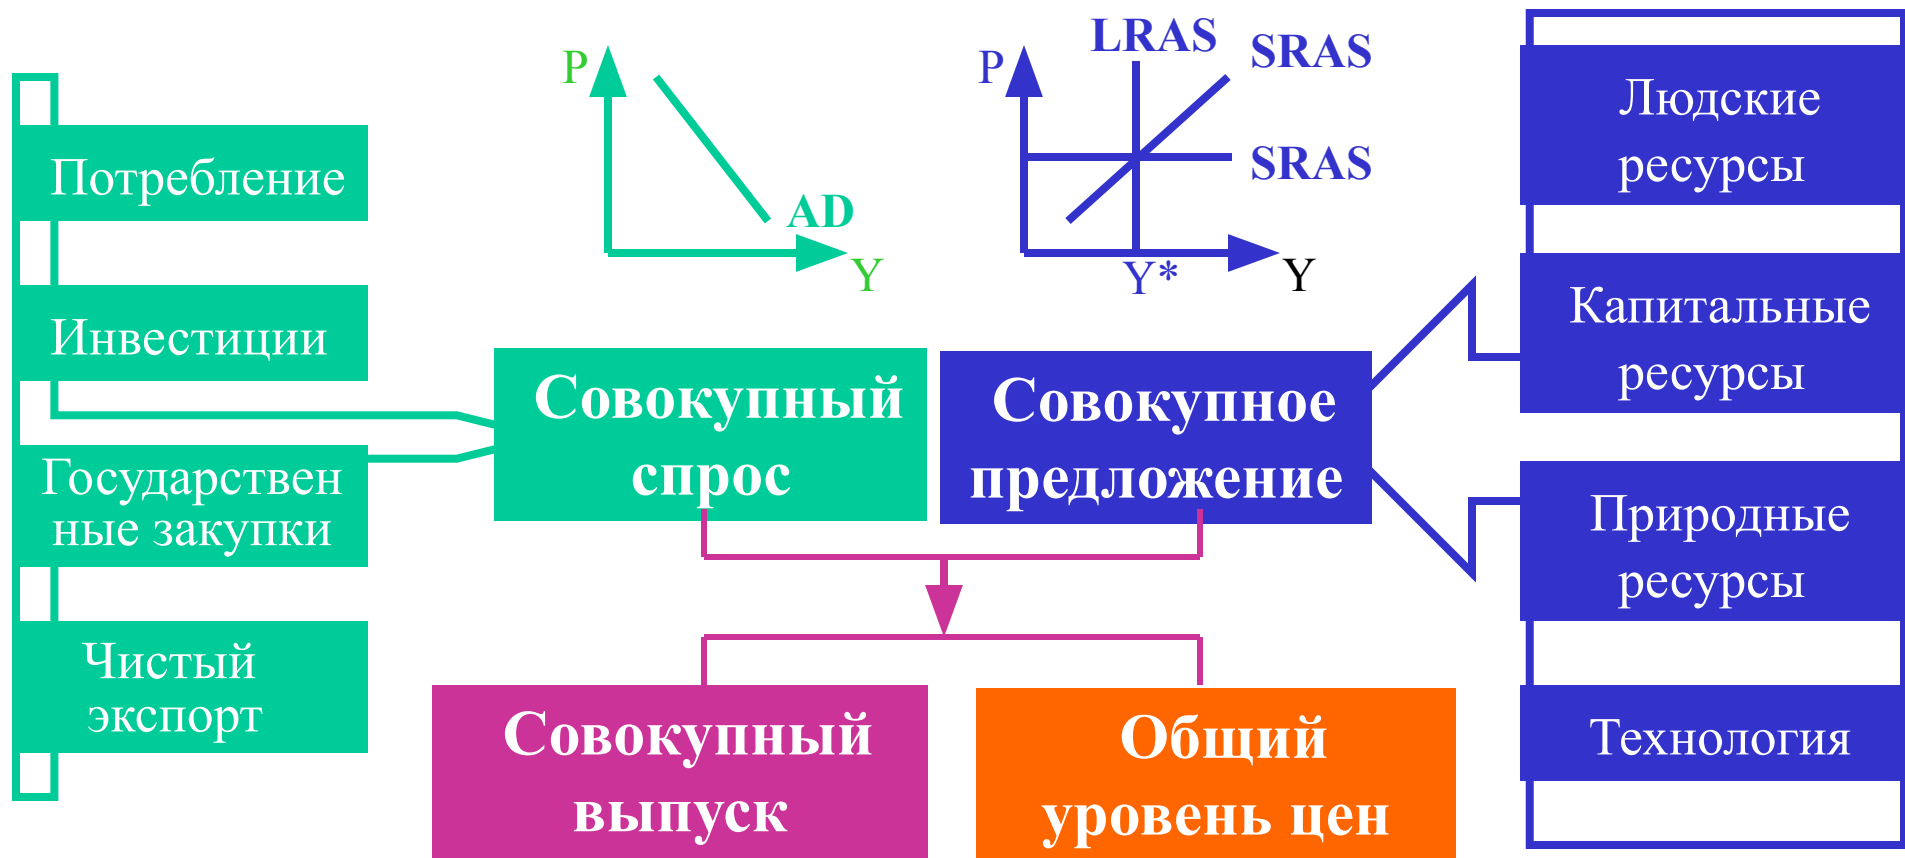 Потребление
Инвестиции
Государствен
ные закупки
Чистый
экспорт
P
AD
Y
P
LRAS
SRAS
SRAS
Y*
Y
Совокупный
спрос
Совокупное
предложение
Людские
ресурсы
Капитальные
ресурсы
Природные
ресурсы
Технология
Совокупный
выпуск
Общий
уровень цен